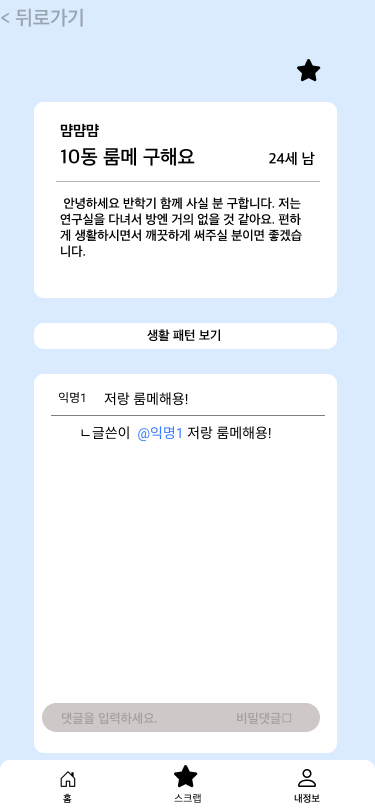 < 뒤로가기
먐먐먐
10동 룸메 구해요 24세 남
안녕하세요 반학기 함께 사실 분 구합니다. 저는
연구실을 다녀서 방엔 거의 없을 것 같아요. 편하
게 생활하시면서 깨끗하게 써주실 분이면 좋겠습
니다.
생활 패턴 보기
익명1 저랑 룸메해용!
ㄴ글쓴이 @익명1 저랑 룸메해용!
댓글을 입력하세요. 비밀댓글□
홈 스크랩 내정보